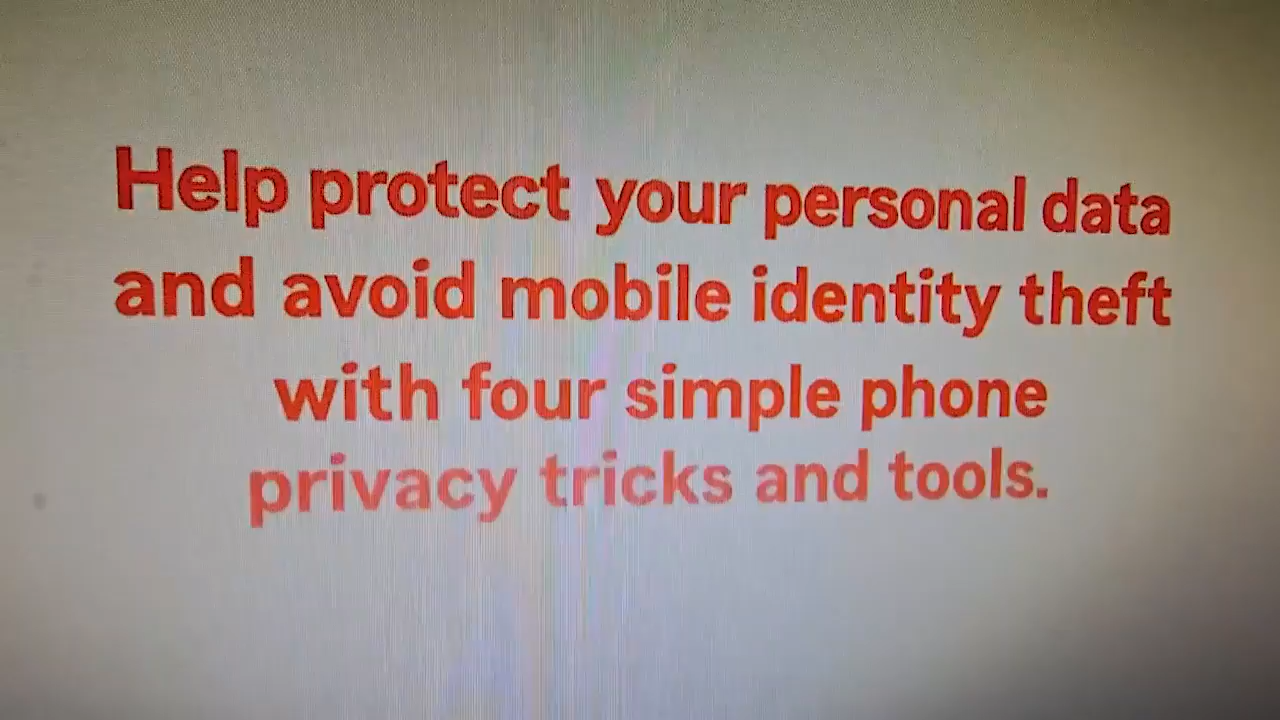 Help protect your personal data
and avoid mobile identity theft
with four simple phone
privacy tricks and tools.